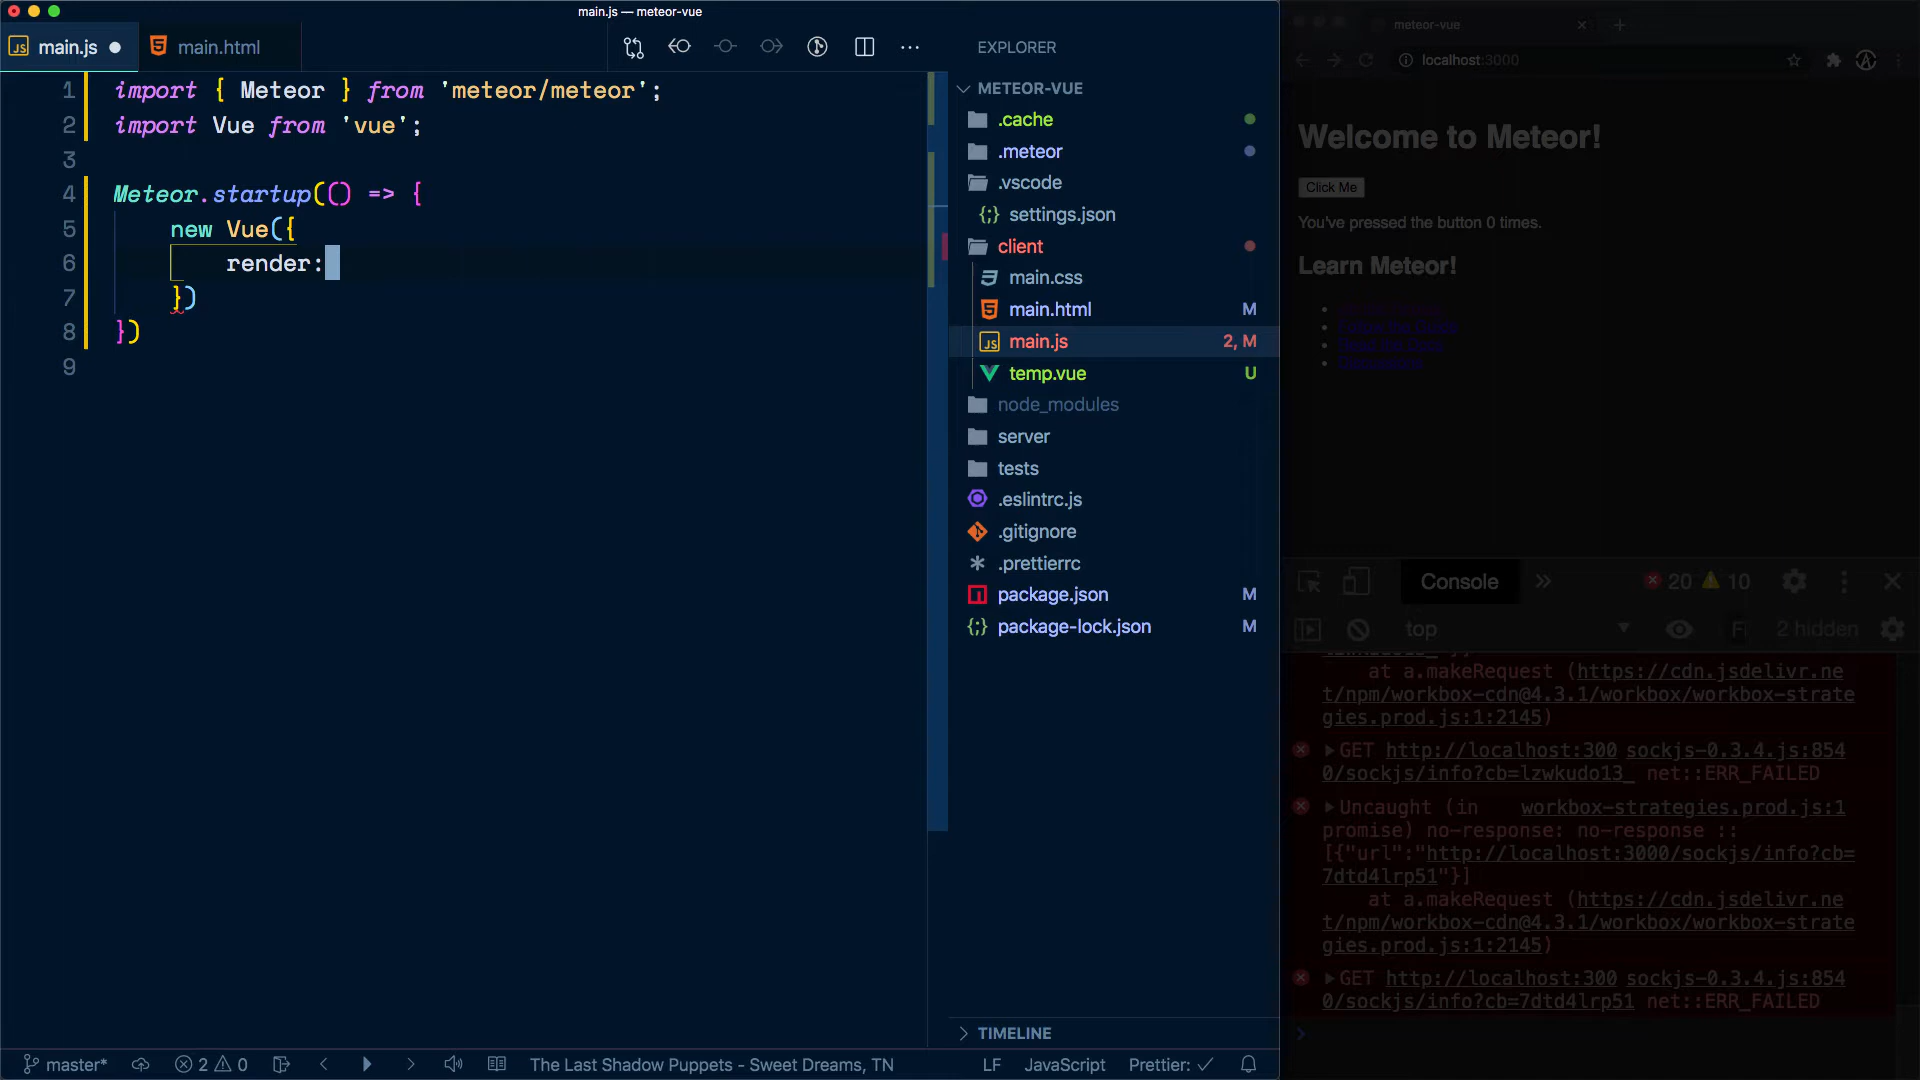 main.js — meteor-vue
main.js
main.html
1 import { Meteor } from 'meteor/meteor';
2 import Vue from 'vue';
3
4 Meteor.startup(() => {
5 new Vue({
6 render:
7 })
8 })
9
EXPLORER
METEOR-VUE
.cache
.meteor
.vscode
settings.json
client
main.css
main.html M
main.js 2, M
temp.vue U
node_modules
server
tests
.eslintrc.js
.gitignore
.prettierrc
package.json M
package-lock.json M
TIMELINE
master* 2 0 The Last Shadow Puppets - Sweet Dreams, TN LF JavaScript Prettier:
meteor-vue
localhost:3000
Welcome to Meteor!
Click Me
You've pressed the button 0 times.
Learn Meteor!
Console 20 10
top F 2 hidden
at a.makeRequest (https://cdn.jsdelivr.ne
t/npm/workbox-cdn@4.3.1/workbox/workbox-strate
gies.prod.js:1:2145)
GET http://localhost:300 sockjs-0.3.4.js:854
0/sockjs/info?cb=lzwkudo13_ net::ERR_FAILED
Uncaught (in workbox-strategies.prod.js:1
promise) no-response: no-response ::
[{"url":"http://localhost:3000/sockjs/info?cb=
7dtd4lrp51"}]
at a.makeRequest (https://cdn.jsdelivr.ne
t/npm/workbox-cdn@4.3.1/workbox/workbox-strate
gies.prod.js:1:2145)
GET http://localhost:300 sockjs-0.3.4.js:854
0/sockjs/info?cb=7dtd4lrp51 net::ERR_FAILED